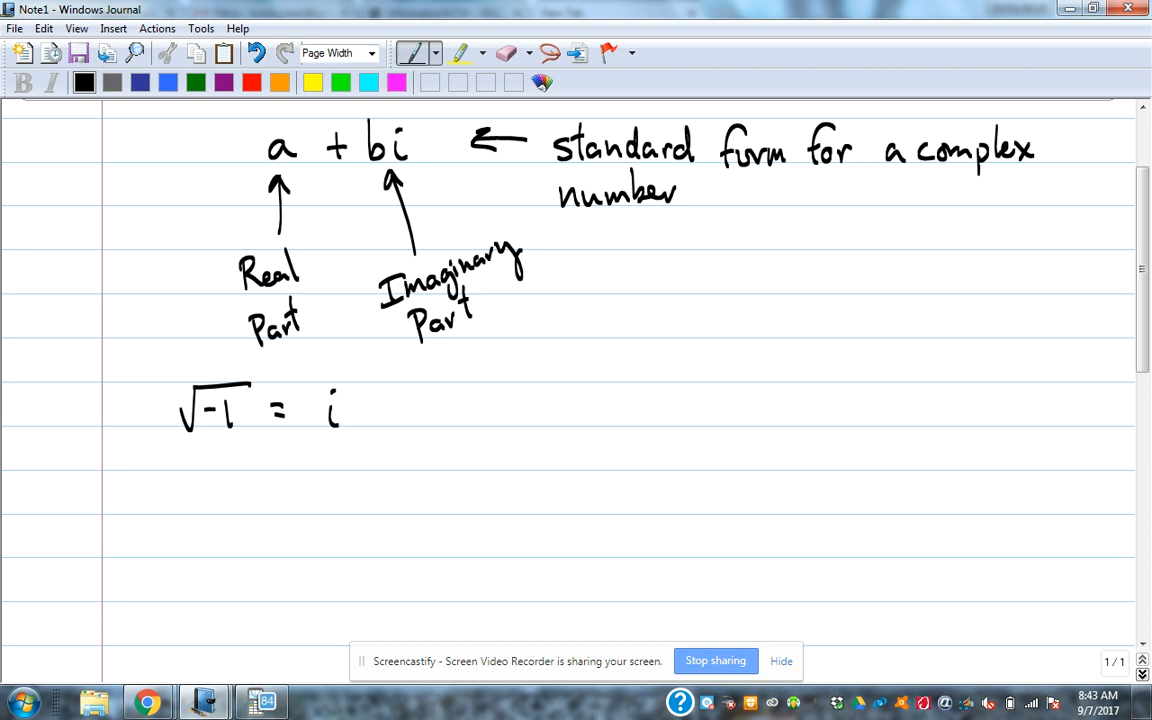 Note1 - Windows Journal
File Edit View Insert Actions Tools Help
Page Width
B I
a + bi ← standard form for a complex
number
Real
Part
Imaginary
Part
√-1 = i
Screencastify - Screen Video Recorder is sharing your screen. Stop sharing Hide
1 / 1
84
8:43 AM
9/7/2017